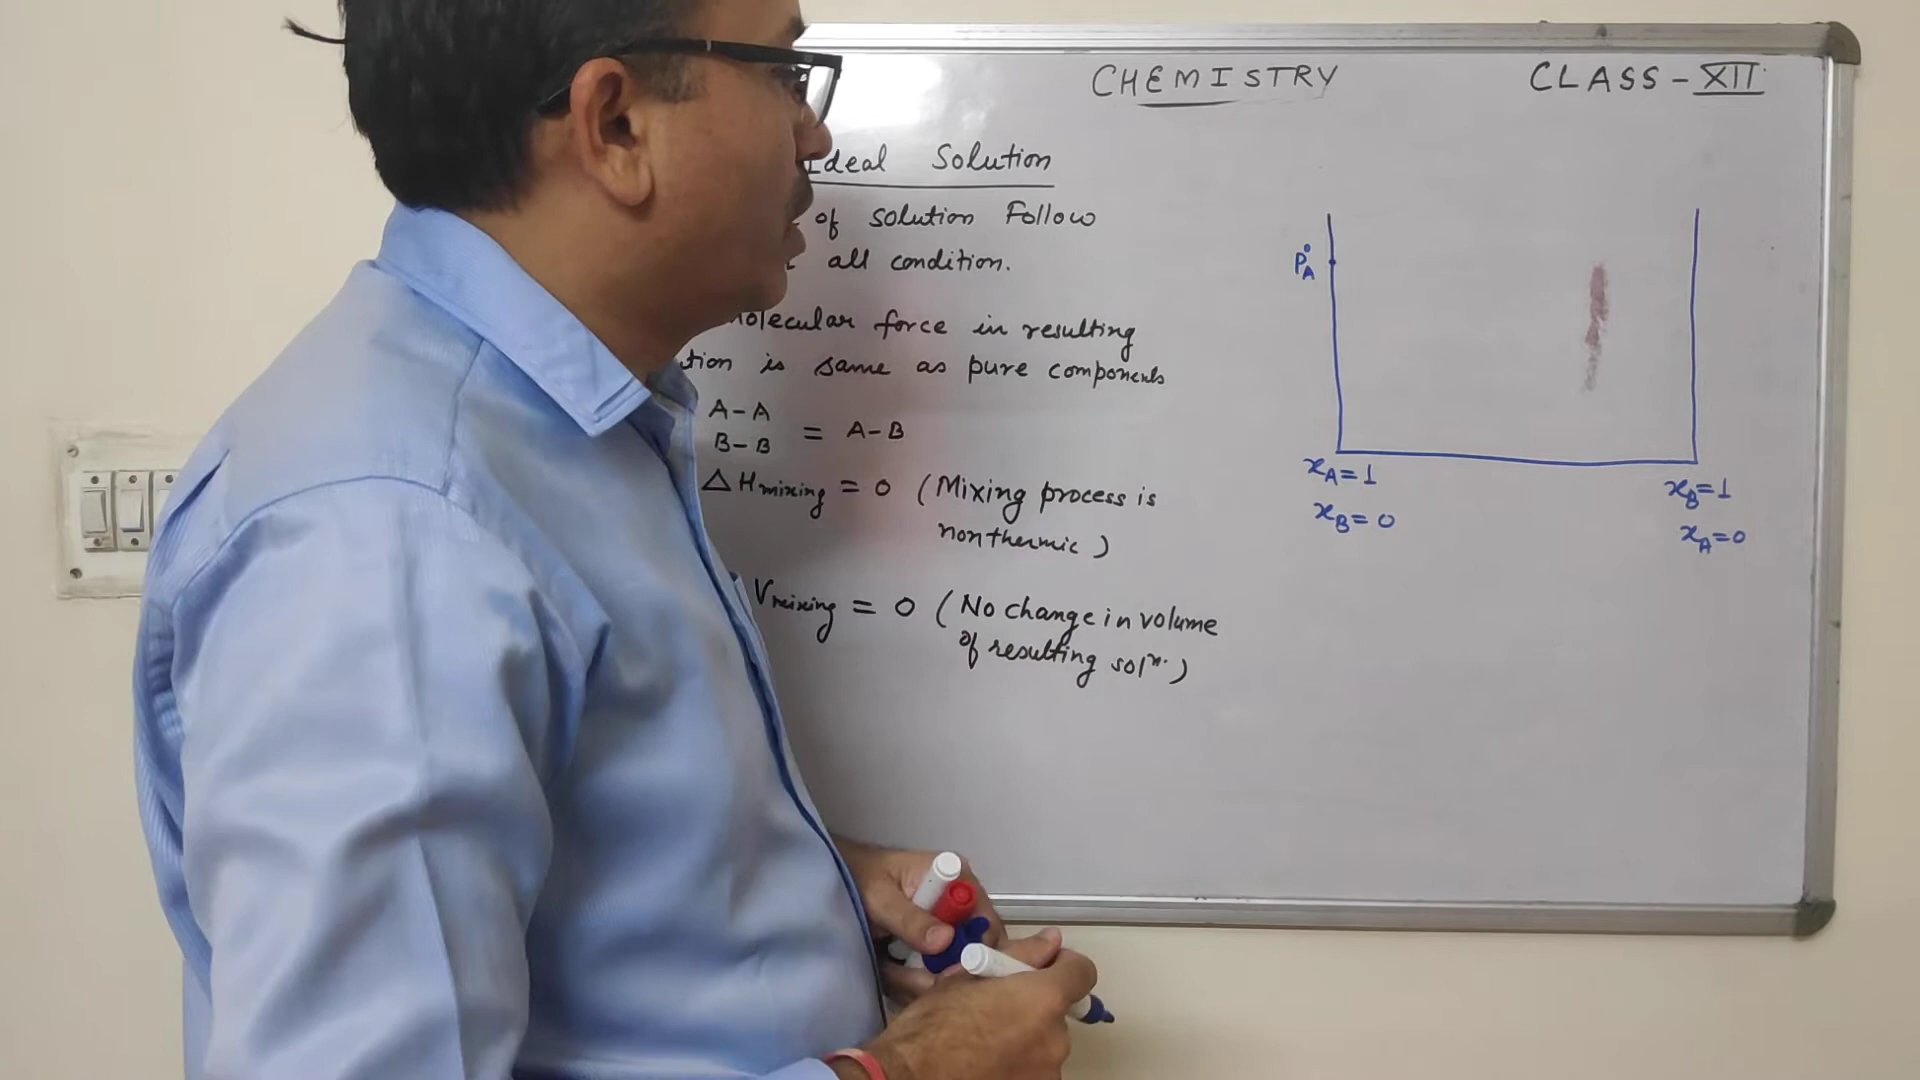 CHEMISTRY
CLASS-XII
Ideal Solution
of solution Follow
all condition.
molecular force in resulting
tion is same as pure components
A-A
B-B = A-B
△Hmixing = 0 (Mixing process is
nonthermic)
Vmixing = 0 (No change in volume
of resulting solⁿ.)
P°A
xA=1
xB=0
xB=1
xA=0